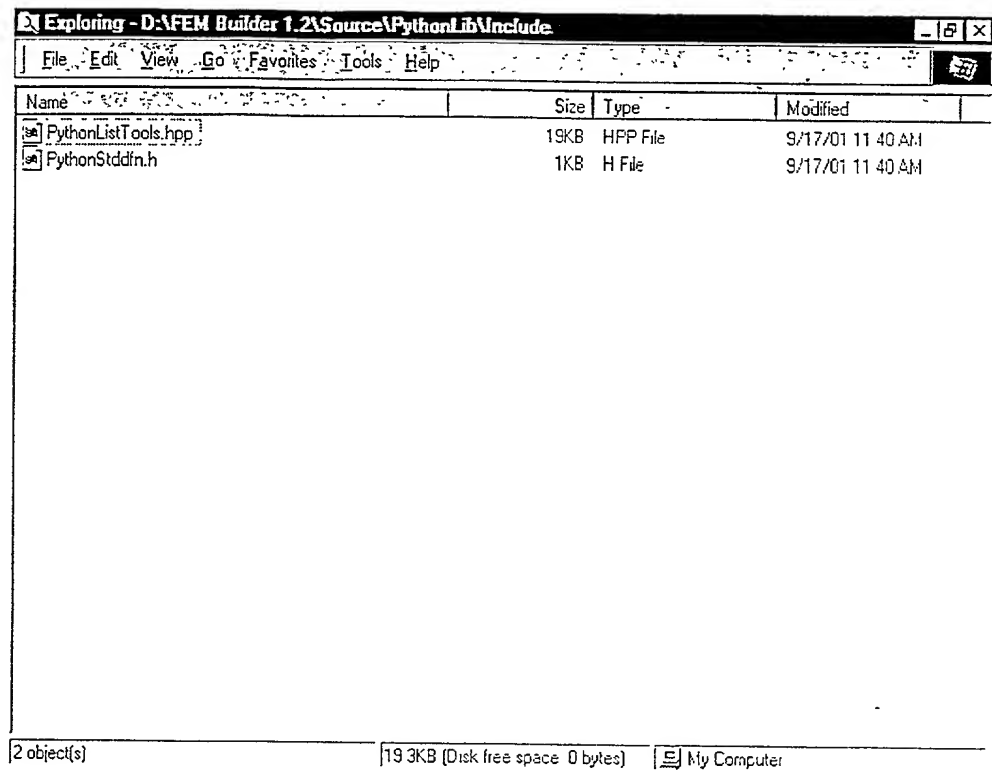 Exploring - D:\FEM Builder 1.2\Source\PythonLib\Include
File Edit View Go Favorites Tools Help
Name Size Type Modified
PythonListTools.hpp 19KB HPP File 9/17/01 11 40 AM
PythonStddfn.h 1KB H File 9/17/01 11 40 AM
2 object(s) 19 3KB (Disk free space 0 bytes) My Computer